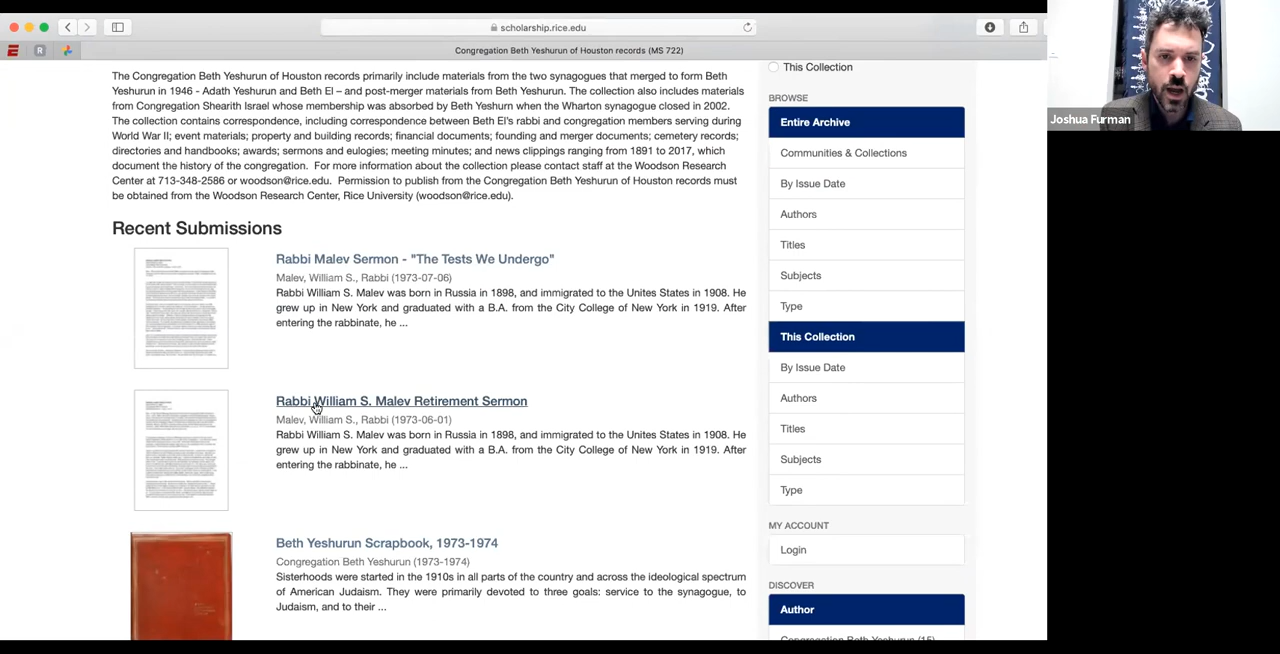 scholarship.rice.edu
Congregation Beth Yeshurun of Houston records (MS 722)
The Congregation Beth Yeshurun of Houston records primarily include materials from the two synagogues that merged to form Beth
Yeshurun in 1946 - Adath Yeshurun and Beth El – and post-merger materials from Beth Yeshurun. The collection also includes materials
from Congregation Shearith Israel whose membership was absorbed by Beth Yeshurn when the Wharton synagogue closed in 2002.
The collection contains correspondence, including correspondence between Beth El's rabbi and congregation members serving during
World War II; event materials; property and building records; financial documents; founding and merger documents; cemetery records;
directories and handbooks; awards; sermons and eulogies; meeting minutes; and news clippings ranging from 1891 to 2017, which
document the history of the congregation.  For more information about the collection please contact staff at the Woodson Research
Center at 713-348-2586 or woodson@rice.edu.  Permission to publish from the Congregation Beth Yeshurun of Houston records must
be obtained from the Woodson Research Center, Rice University (woodson@rice.edu).
Recent Submissions
Rabbi Malev Sermon - "The Tests We Undergo"
Malev, William S., Rabbi (1973-07-06)
Rabbi William S. Malev was born in Russia in 1898, and immigrated to the Unites States in 1908. He
grew up in New York and graduated with a B.A. from the City College of New York in 1919. After
entering the rabbinate, he ...
Rabbi William S. Malev Retirement Sermon
Malev, William S., Rabbi (1973-06-01)
Rabbi William S. Malev was born in Russia in 1898, and immigrated to the Unites States in 1908. He
grew up in New York and graduated with a B.A. from the City College of New York in 1919. After
entering the rabbinate, he ...
Beth Yeshurun Scrapbook, 1973-1974
Congregation Beth Yeshurun (1973-1974)
Sisterhoods were started in the 1910s in all parts of the country and across the ideological spectrum
of American Judaism. They were primarily devoted to three goals: service to the synagogue, to
Judaism, and to their ...
This Collection
BROWSE
Entire Archive
Communities & Collections
By Issue Date
Authors
Titles
Subjects
Type
This Collection
By Issue Date
Authors
Titles
Subjects
Type
MY ACCOUNT
Login
DISCOVER
Author
Congregation Beth Yeshurun (15)
Joshua Furman